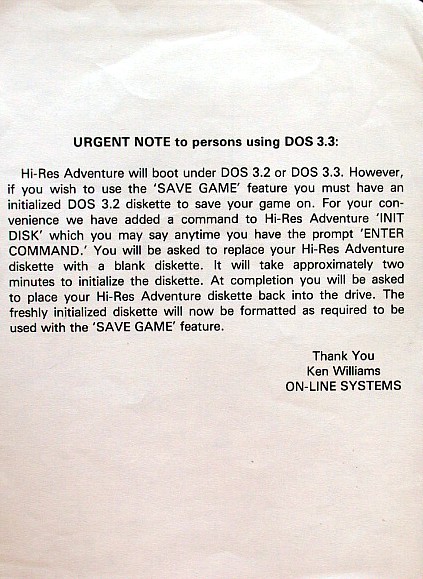 URGENT NOTE to persons using DOS 3.3:
Hi-Res Adventure will boot under DOS 3.2 or DOS 3.3. However,
if you wish to use the 'SAVE GAME' feature you must have an
initialized DOS 3.2 diskette to save your game on. For your con-
venience we have added a command to Hi-Res Adventure 'INIT
DISK' which you may say anytime you have the prompt 'ENTER
COMMAND.' You will be asked to replace your Hi-Res Adventure
diskette with a blank diskette. It will take approximately two
minutes to initialize the diskette. At completion you will be asked
to place your Hi-Res Adventure diskette back into the drive. The
freshly initialized diskette will now be formatted as required to be
used with the 'SAVE GAME' feature.
Thank You
Ken Williams
ON-LINE SYSTEMS